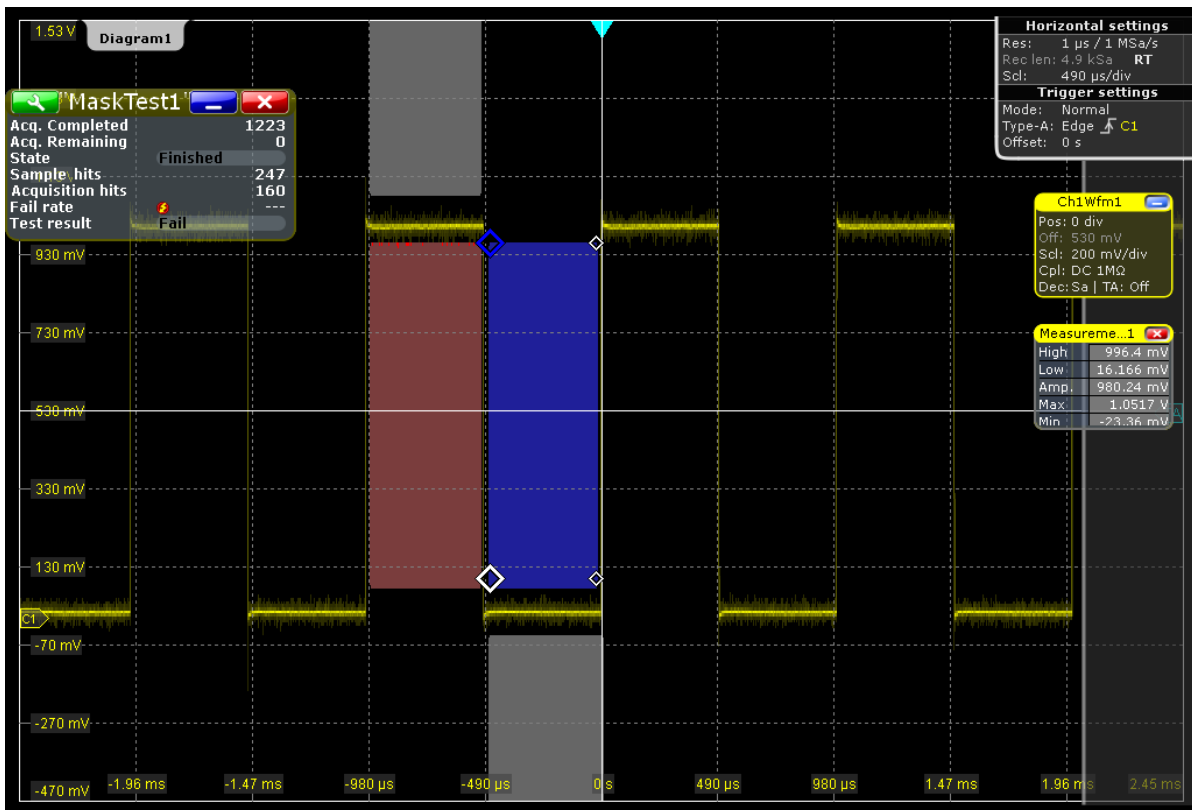 1.53 V
Diagram1
Horizontal settings
Res: 1 µs / 1 MSa/s
Rec len: 4.9 kSa RT
Scl: 490 µs/div
Trigger settings
Mode: Normal
Type-A: Edge C1
Offset: 0 s
"MaskTest1"
Acq. Completed 1223
Acq. Remaining 0
State Finished
Sample hits 247
Acquisition hits 160
Fail rate ---
Test result Fail
Ch1Wfm1
Pos: 0 div
Off: 530 mV
Scl: 200 mV/div
Cpl: DC 1MΩ
Dec: Sa | TA: Off
Measureme...1
High 996.4 mV
Low 16.166 mV
Amp. 980.24 mV
Max 1.0517 V
Min -23.36 mV
930 mV
730 mV
530 mV
A
330 mV
130 mV
C1
-70 mV
-270 mV
-470 mV
-1.96 ms -1.47 ms -980 µs -490 µs 0 s 490 µs 980 µs 1.47 ms 1.96 ms 2.45 ms